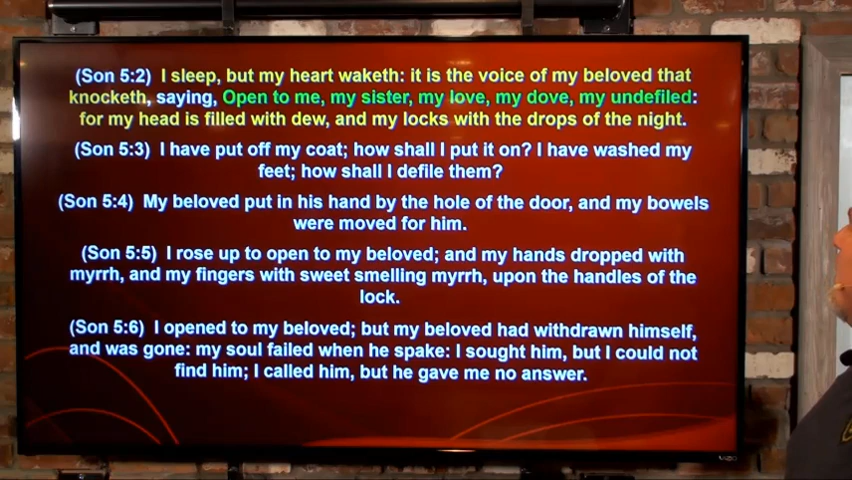 (Son 5:2) I sleep, but my heart waketh: it is the voice of my beloved that
knocketh, saying, Open to me, my sister, my love, my dove, my undefiled:
for my head is filled with dew, and my locks with the drops of the night.
(Son 5:3) I have put off my coat; how shall I put it on? I have washed my
feet; how shall I defile them?
(Son 5:4) My beloved put in his hand by the hole of the door, and my bowels
were moved for him.
(Son 5:5) I rose up to open to my beloved; and my hands dropped with
myrrh, and my fingers with sweet smelling myrrh, upon the handles of the
lock.
(Son 5:6) I opened to my beloved; but my beloved had withdrawn himself,
and was gone: my soul failed when he spake: I sought him, but I could not
find him; I called him, but he gave me no answer.
VIZIO